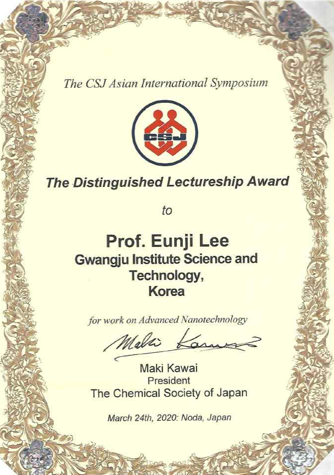 The CSJ Asian International Symposium
CSJ
The Distinguished Lectureship Award
to
Prof. Eunji Lee
Gwangju Institute Science and
Technology,
Korea
for work on Advanced Nanotechnology
Maki Kawai
Maki Kawai
President
The Chemical Society of Japan
March 24th, 2020: Noda, Japan